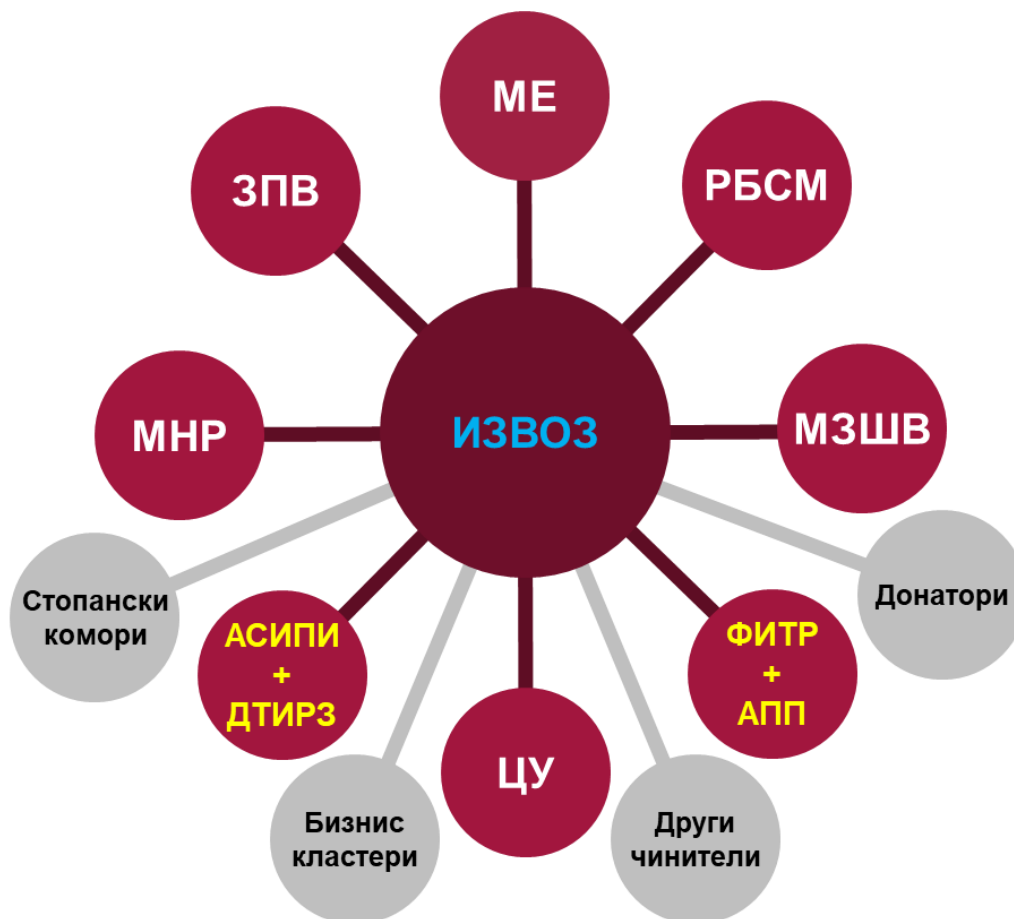 МЕ
ЗПВ
РБСМ
МНР
ИЗВОЗ
МЗШВ
Стопански
комори
АСИПИ
+
ДТИРЗ
ФИТР
+
АПП
Донатори
ЦУ
Бизнис
кластери
Други
чинители